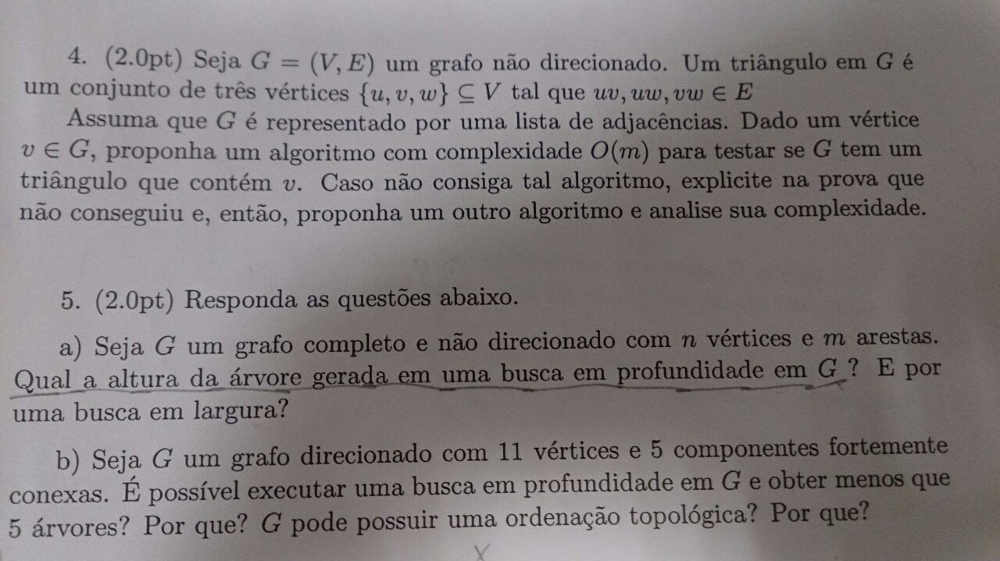 4. (2.0pt) Seja G = (V, E) um grafo não direcionado. Um triângulo em G é
um conjunto de três vértices {u, v, w} ⊆ V tal que uv, uw, vw ∈ E
Assuma que G é representado por uma lista de adjacências. Dado um vértice
v ∈ G, proponha um algoritmo com complexidade O(m) para testar se G tem um
triângulo que contém v. Caso não consiga tal algoritmo, explicite na prova que
não conseguiu e, então, proponha um outro algoritmo e analise sua complexidade.
5. (2.0pt) Responda as questões abaixo.
a) Seja G um grafo completo e não direcionado com n vértices e m arestas.
Qual a altura da árvore gerada em uma busca em profundidade em G ? E por
uma busca em largura?
b) Seja G um grafo direcionado com 11 vértices e 5 componentes fortemente
conexas. É possível executar uma busca em profundidade em G e obter menos que
5 árvores? Por que? G pode possuir uma ordenação topológica? Por que?
X